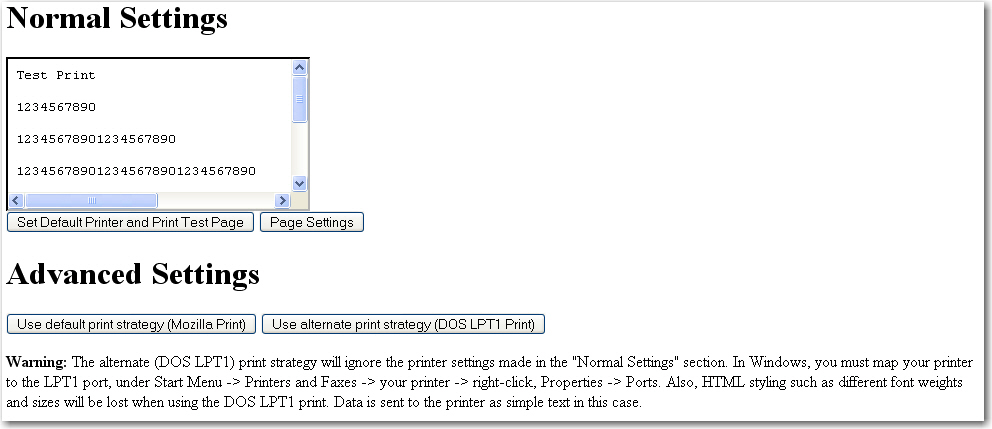 Normal Settings
Test Print
1234567890
12345678901234567890
123456789012345678901234567890
Set Default Printer and Print Test Page Page Settings
Advanced Settings
Use default print strategy (Mozilla Print) Use alternate print strategy (DOS LPT1 Print)
Warning: The alternate (DOS LPT1) print strategy will ignore the printer settings made in the "Normal Settings" section. In Windows, you must map your printer
to the LPT1 port, under Start Menu -> Printers and Faxes -> your printer -> right-click, Properties -> Ports. Also, HTML styling such as different font weights
and sizes will be lost when using the DOS LPT1 print. Data is sent to the printer as simple text in this case.